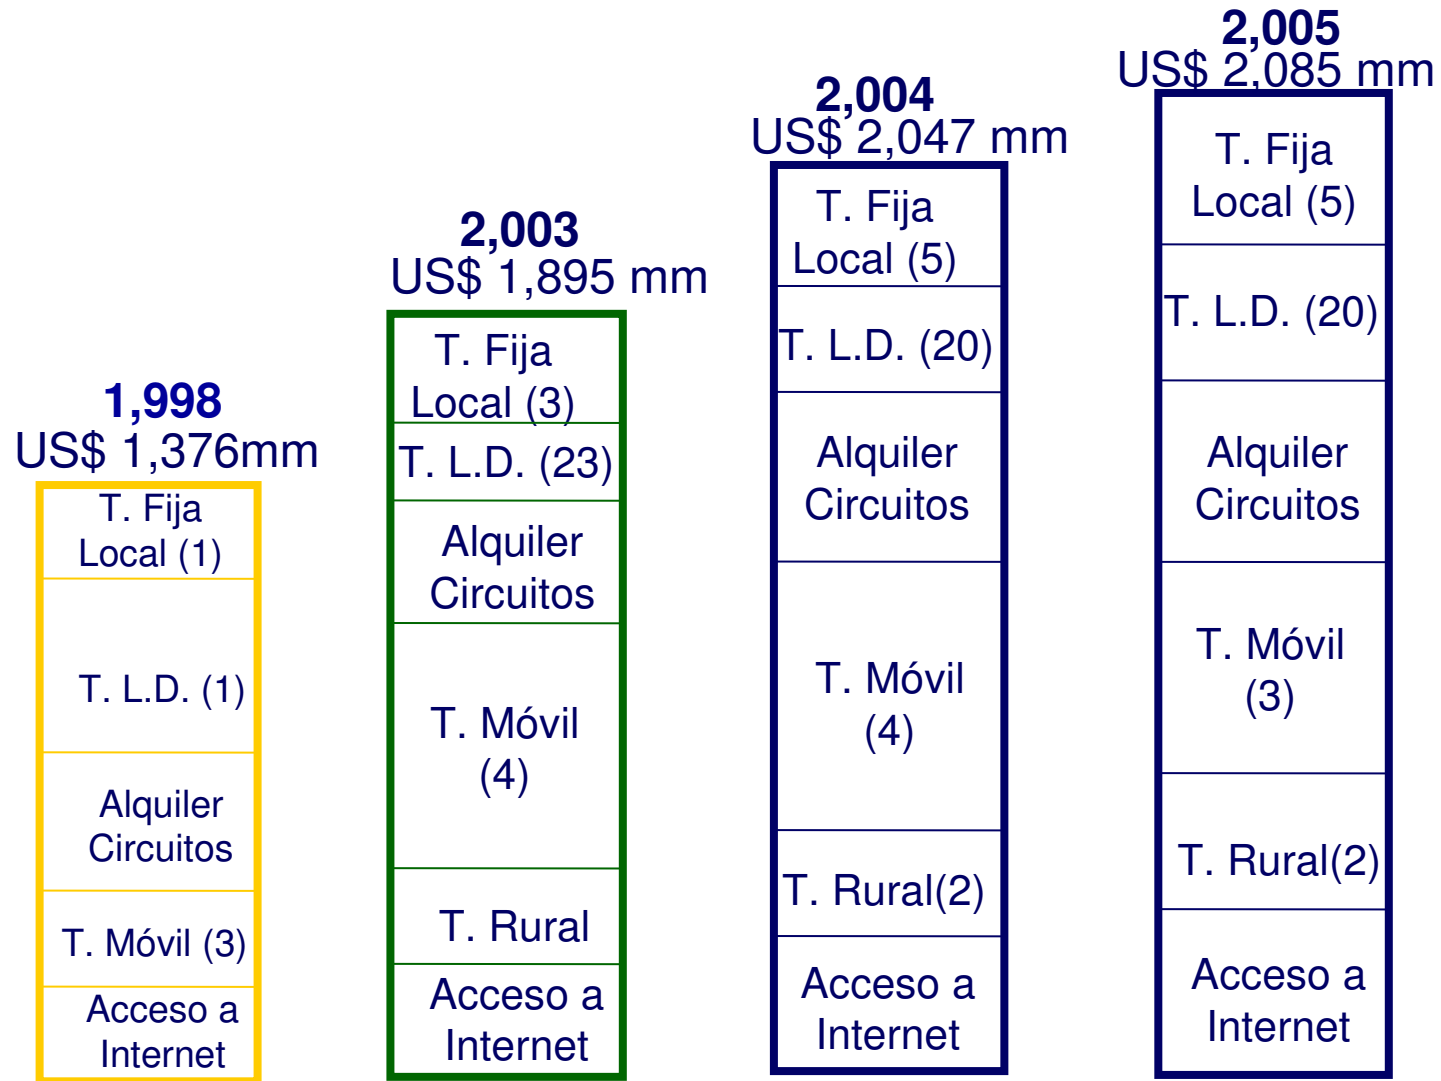 1,998
US$ 1,376mm
T. Fija
Local (1)
T. L.D. (1)
Alquiler
Circuitos
T. Móvil (3)
Acceso a
Internet
2,003
US$ 1,895 mm
T. Fija
Local (3)
T. L.D. (23)
Alquiler
Circuitos
T. Móvil
(4)
T. Rural
Acceso a
Internet
2,004
US$ 2,047 mm
T. Fija
Local (5)
T. L.D. (20)
Alquiler
Circuitos
T. Móvil
(4)
T. Rural(2)
Acceso a
Internet
2,005
US$ 2,085 mm
T. Fija
Local (5)
T. L.D. (20)
Alquiler
Circuitos
T. Móvil
(3)
T. Rural(2)
Acceso a
Internet